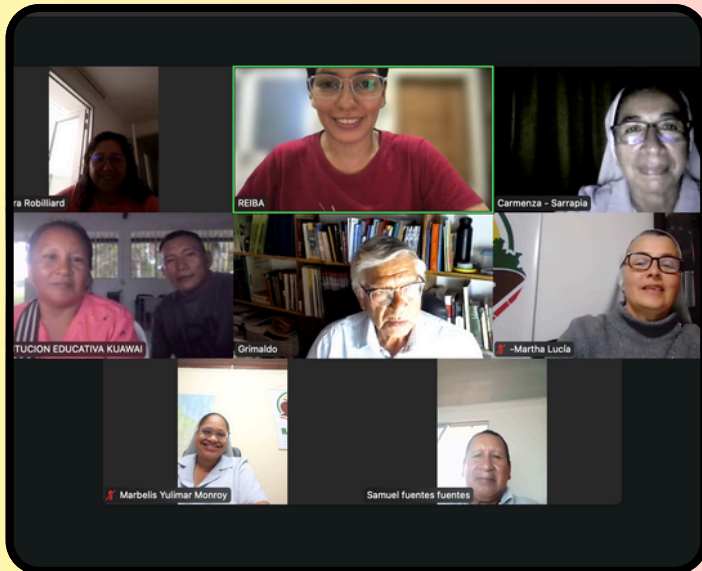 ra Robilliard
REIBA
Carmenza - Sarrapia
TUCION EDUCATIVA KUAWAI
Grimaldo
-Martha Lucía
Marbelis Yulimar Monroy
Samuel fuentes fuentes